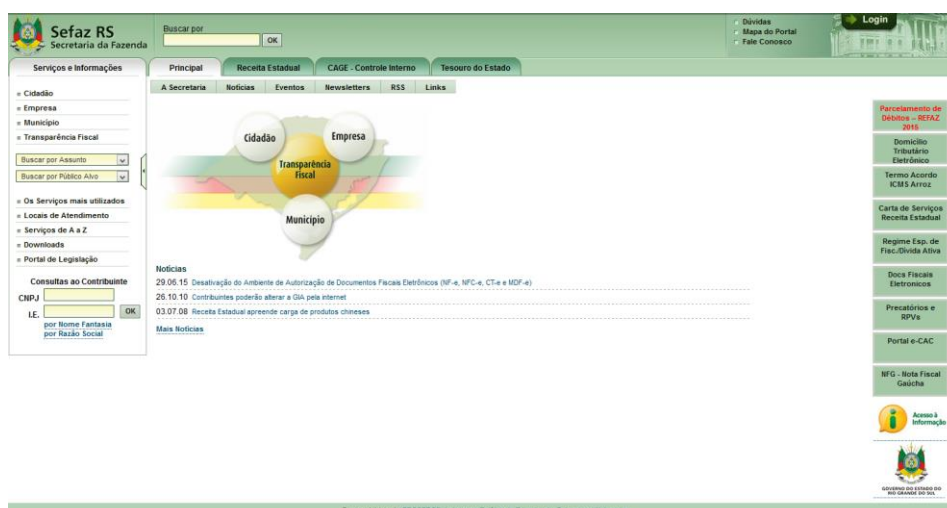 Sefaz RS
Secretaria da Fazenda
Buscar por
OK
Dúvidas
Mapa do Portal
Fale Conosco
Login
Serviços e Informações
Principal
Receita Estadual
CAGE - Controle Interno
Tesouro do Estado
A Secretaria
Notícias
Eventos
Newsletters
RSS
Links
Cidadão
Empresa
Município
Transparência Fiscal
Buscar por Assunto
Buscar por Público Alvo
Os Serviços mais utilizados
Locais de Atendimento
Serviços de A a Z
Downloads
Portal de Legislação
Consultas ao Contribuinte
CNPJ
I.E.
OK
por Nome Fantasia
por Razão Social
Cidadão
Empresa
Transparência
Fiscal
Município
Notícias
29.06.15 Desativação do Ambiente de Autorização de Documentos Fiscais Eletrônicos (NF-e, NFC-e, CT-e e MDF-e)
26.10.10 Contribuintes poderão alterar a GIA pela internet
03.07.08 Receita Estadual apreende carga de produtos chineses
Mais Notícias
Parcelamento de
Débitos – REFAZ
2015
Domicílio
Tributário
Eletrônico
Termo Acordo
ICMS Arroz
Carta de Serviços
Receita Estadual
Regime Esp. de
Fisc./Dívida Ativa
Docs Fiscais
Eletronicos
Precatórios e
RPVs
Portal e-CAC
NFG - Nota Fiscal
Gaúcha
Acesso à
Informação
GOVERNO DO ESTADO DO
RIO GRANDE DO SUL